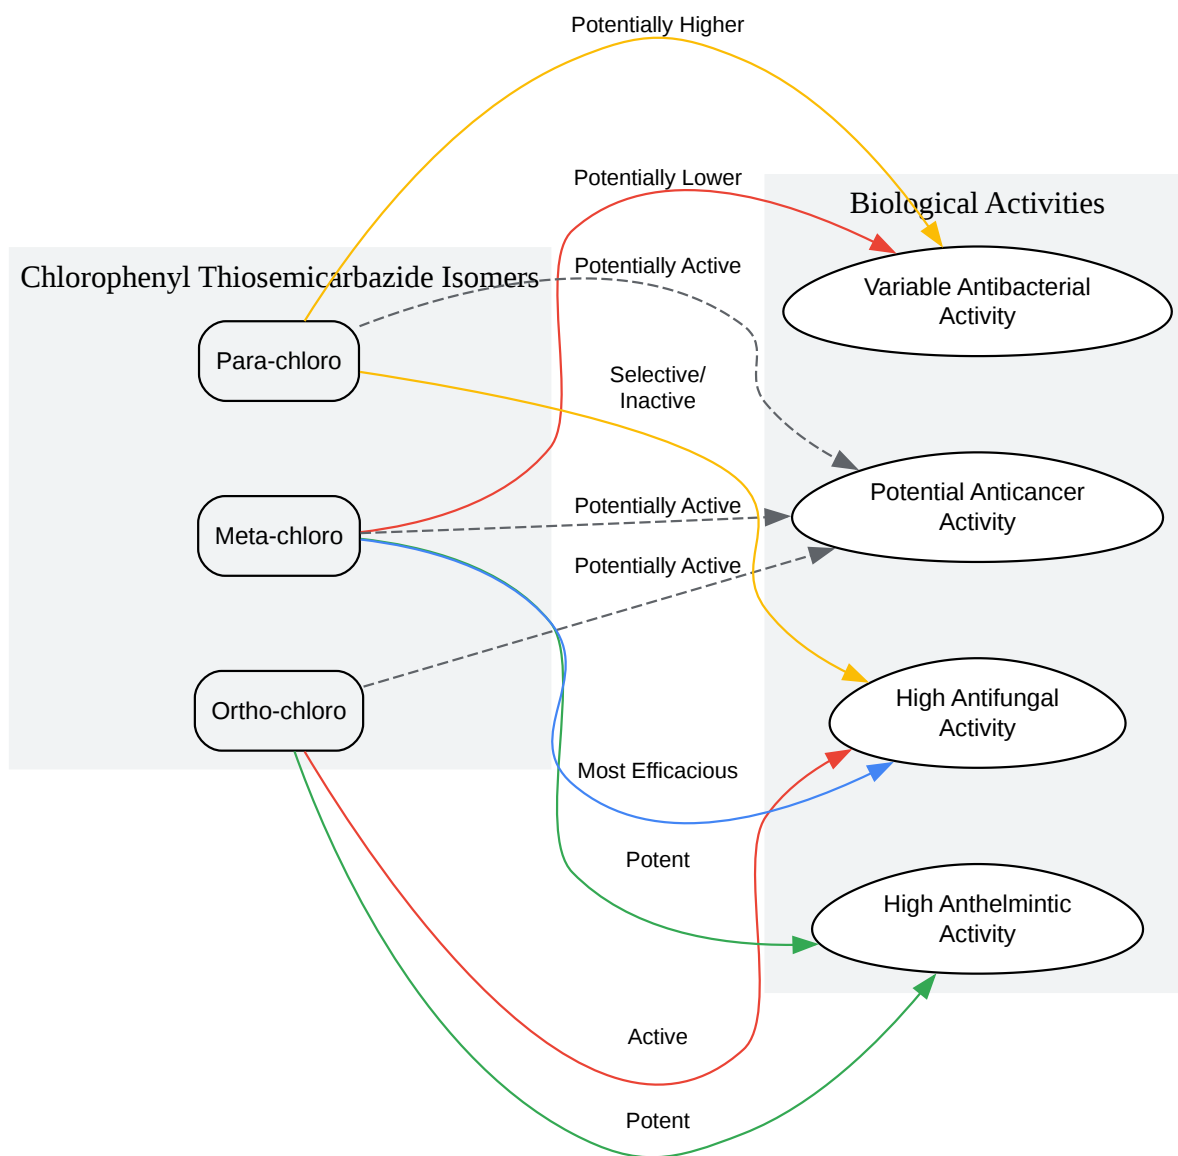 Potentially Higher
Potentially Lower
Biological Activities
Chlorophenyl Thiosemicarbazide Isomers
Potentially Active
Variable Antibacterial
Activity
Para-chloro
Selective/
Inactive
Potential Anticancer
Activity
Meta-chloro
Potentially Active
Potentially Active
Ortho-chloro
High Antifungal
Activity
Most Efficacious
Potent
High Anthelmintic
Activity
Active
Potent